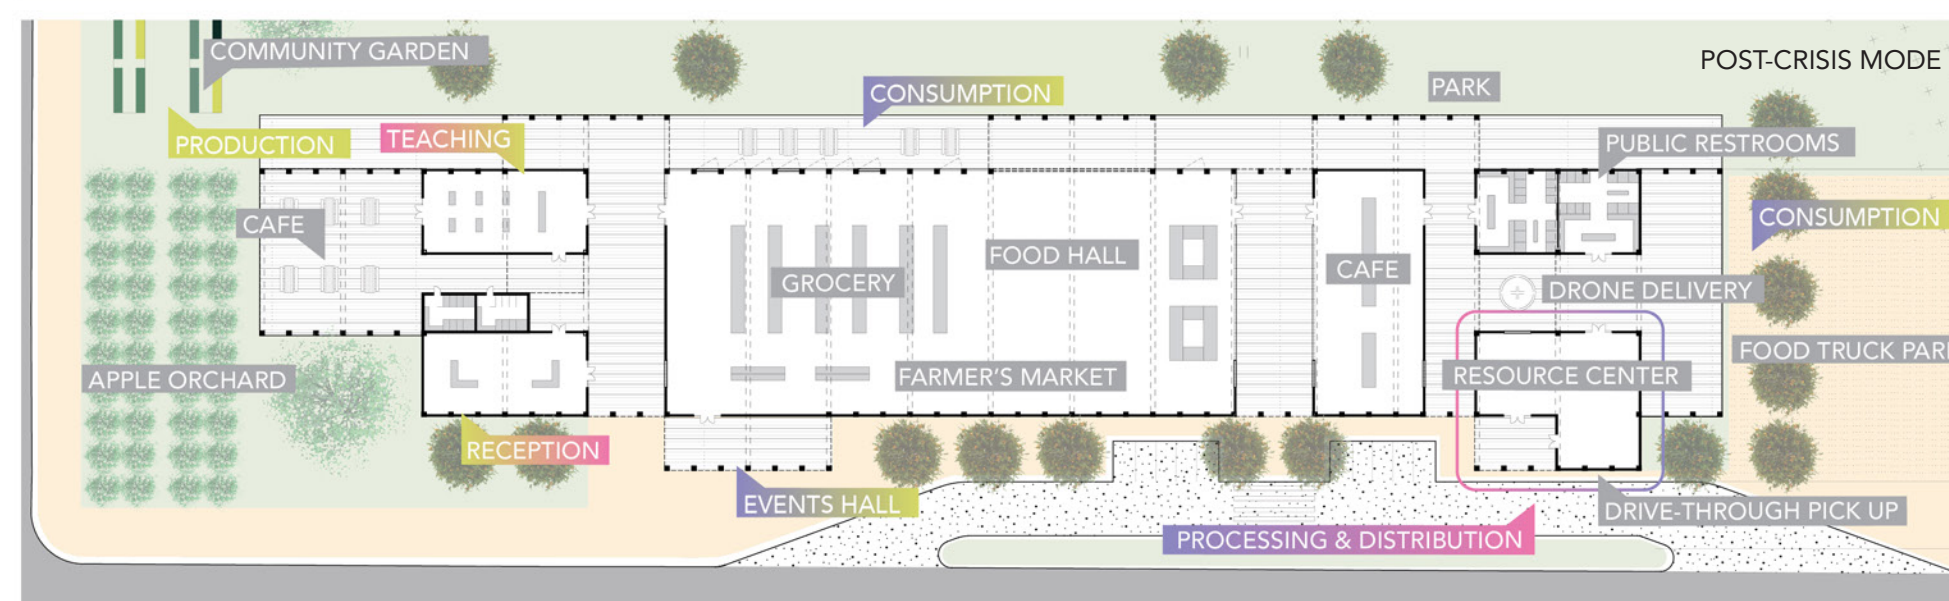 COMMUNITY GARDEN
POST-CRISIS MODE
CONSUMPTION
PARK
PRODUCTION
TEACHING
PUBLIC RESTROOMS
CAFE
CONSUMPTION
FOOD HALL
GROCERY
CAFE
DRONE DELIVERY
FOOD TRUCK PAR
APPLE ORCHARD
FARMER'S MARKET
RESOURCE CENTER
RECEPTION
EVENTS HALL
DRIVE-THROUGH PICK UP
PROCESSING & DISTRIBUTION